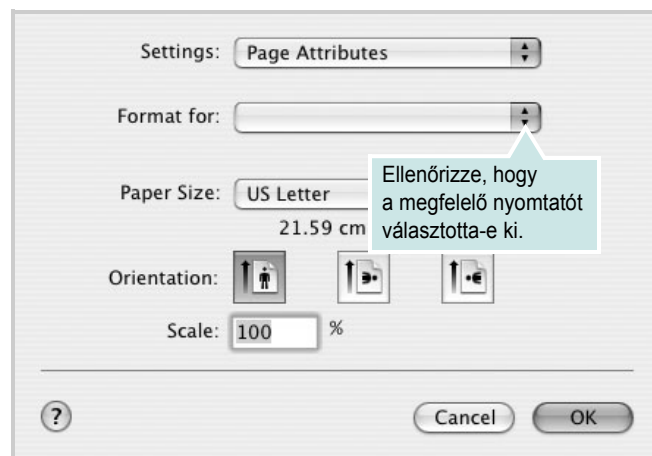 Settings: Page Attributes
Format for:
Paper Size: US Letter
21.59 cm
Ellenőrizze, hogy
a megfelelő nyomtatót
választotta-e ki.
Orientation:
Scale: 100 %
? Cancel OK